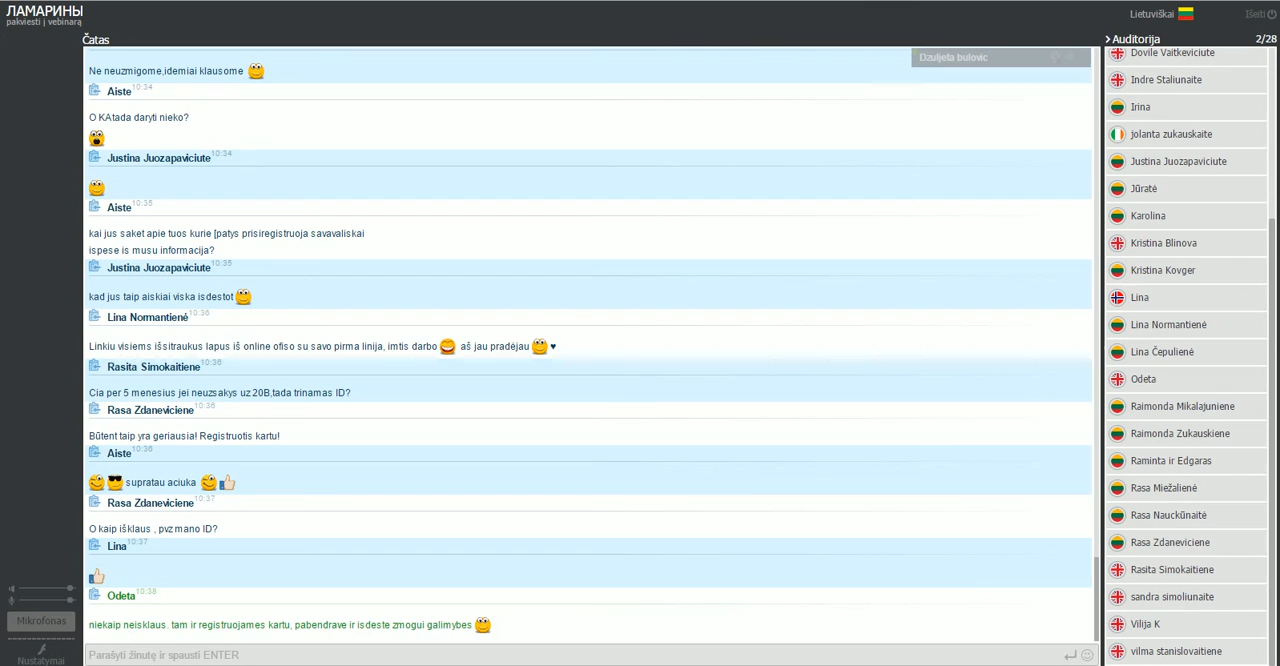 ЛАМАРИНЫ
pakviesti į vebinarą
Lietuviškai
Išeiti
Čatas
Auditorija 2/28
Dzuljeta bulovic
Ne neuzmigome,idemiai klausome
Aiste 10:34
O KAtada daryti nieko?
Justina Juozapaviciute 10:34
Aiste 10:35
kai jus saket apie tuos kurie [patys prisiregistruoja savavaliskai
ispese is musu informacija?
Justina Juozapaviciute 10:35
kad jus taip aiskiai viska isdestot
Lina Normantienė 10:36
Linkiu visiems išsitraukus lapus iš online ofiso su savo pirma linija, imtis darbo aš jau pradėjau ♥
Rasita Simokaitiene 10:36
Cia per 5 menesius jei neuzsakys uz 20B,tada trinamas ID?
Rasa Zdaneviciene 10:36
Būtent taip yra geriausia! Registruotis kartu!
Aiste 10:36
supratau aciuka
Rasa Zdaneviciene 10:37
O kaip išklaus , pvz mano ID?
Lina 10:37
Odeta 10:38
niekaip neisklaus. tam ir registruojames kartu, pabendrave ir isdeste zmogui galimybes
Parašyti žinutę ir spausti ENTER
Mikrofonas
Nustatymai
Dovile Vaitkeviciute
Indre Staliunaite
Irina
jolanta zukauskaite
Justina Juozapaviciute
Jūratė
Karolina
Kristina Blinova
Kristina Kovger
Lina
Lina Normantienė
Lina Čepulienė
Odeta
Raimonda Mikalajuniene
Raimonda Zukauskiene
Raminta ir Edgaras
Rasa Miežalienė
Rasa Nauckūnaitė
Rasa Zdaneviciene
Rasita Simokaitiene
sandra simoliunaite
Vilija K
vilma stanislovaitiene